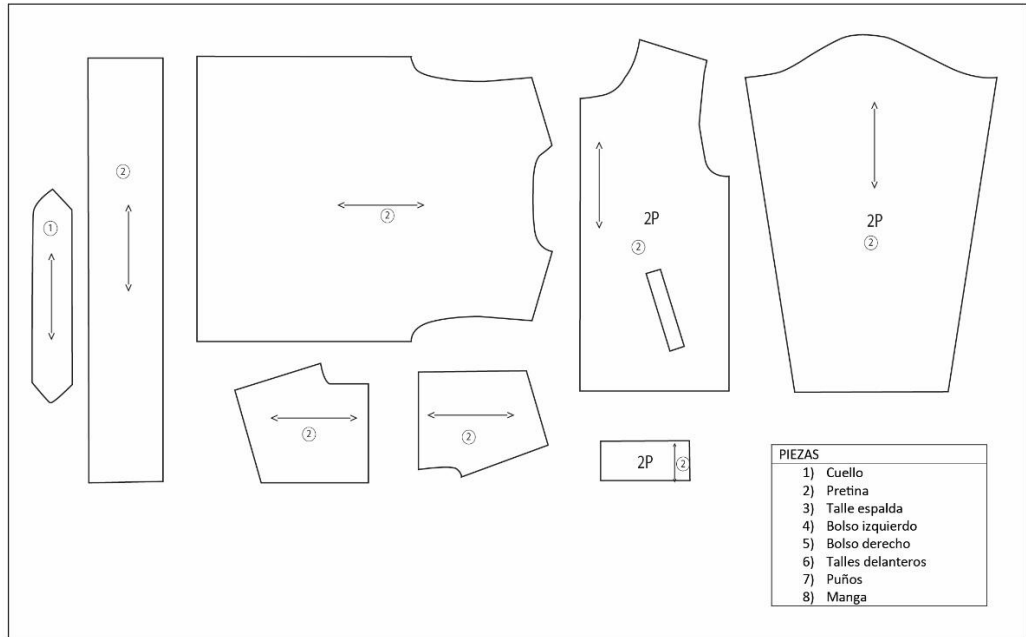 ①
②
②
2P
②
2P
②
②
②
2P
②
PIEZAS
1) Cuello
2) Pretina
3) Talle espalda
4) Bolso izquierdo
5) Bolso derecho
6) Talles delanteros
7) Puños
8) Manga